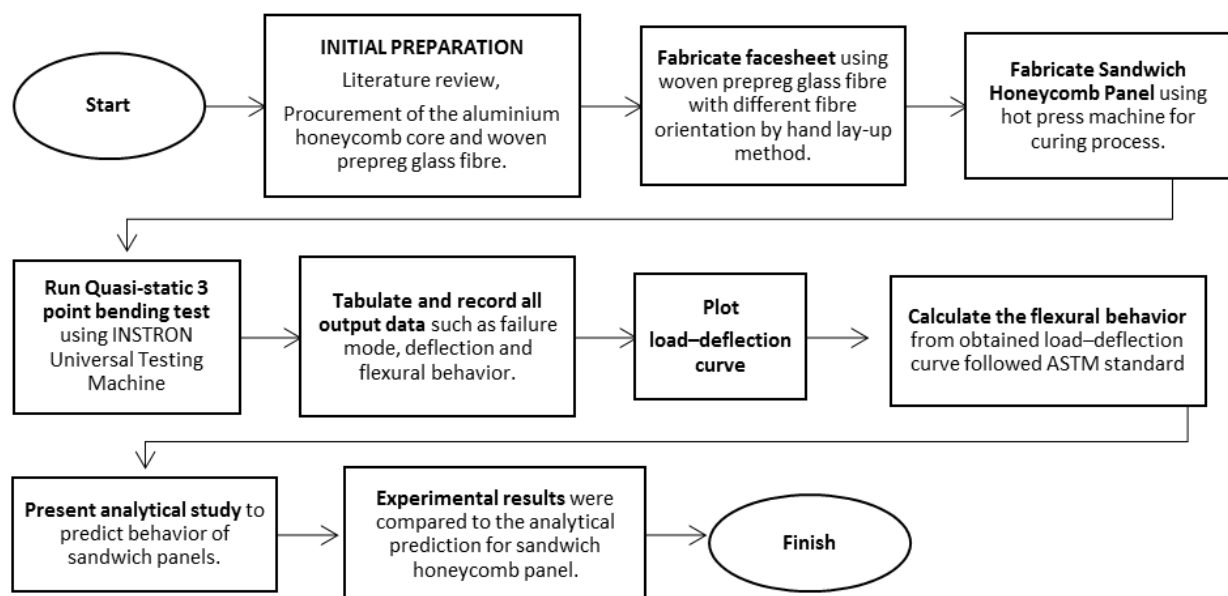 Start
INITIAL PREPARATION
Literature review,
Procurement of the aluminium
honeycomb core and woven
prepreg glass fibre.
Fabricate facesheet using
woven prepreg glass fibre
with different fibre
orientation by hand lay-up
method.
Fabricate Sandwich
Honeycomb Panel using
hot press machine for
curing process.
Run Quasi-static 3
point bending test
using INSTRON
Universal Testing
Machine
Tabulate and record all
output data such as failure
mode, deflection and
flexural behavior.
Plot
load–deflection
curve
Calculate the flexural behavior
from obtained load–deflection
curve followed ASTM standard
Present analytical study to
predict behavior of
sandwich panels.
Experimental results were
compared to the analytical
prediction for sandwich
honeycomb panel.
Finish